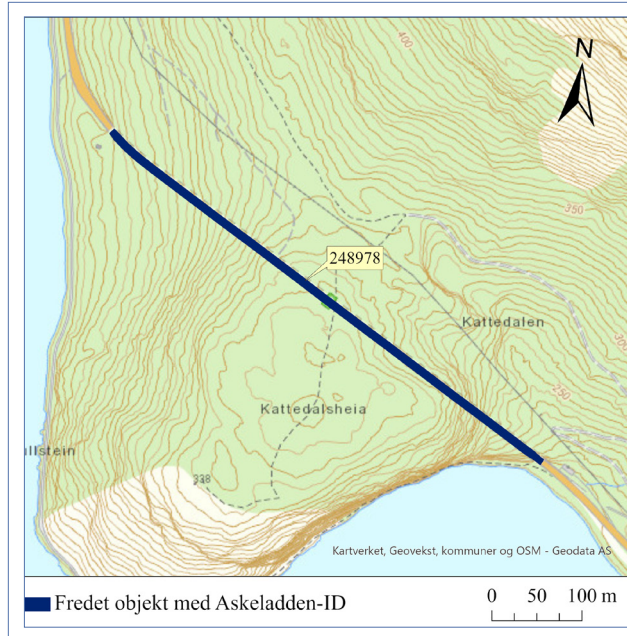 400
N
350
248978
Kattedalen
300
250
Kattedalsheia
llstein
338
Kartverket, Geovekst, kommuner og OSM - Geodata AS
Fredet objekt med Askeladden-ID
0 50 100 m